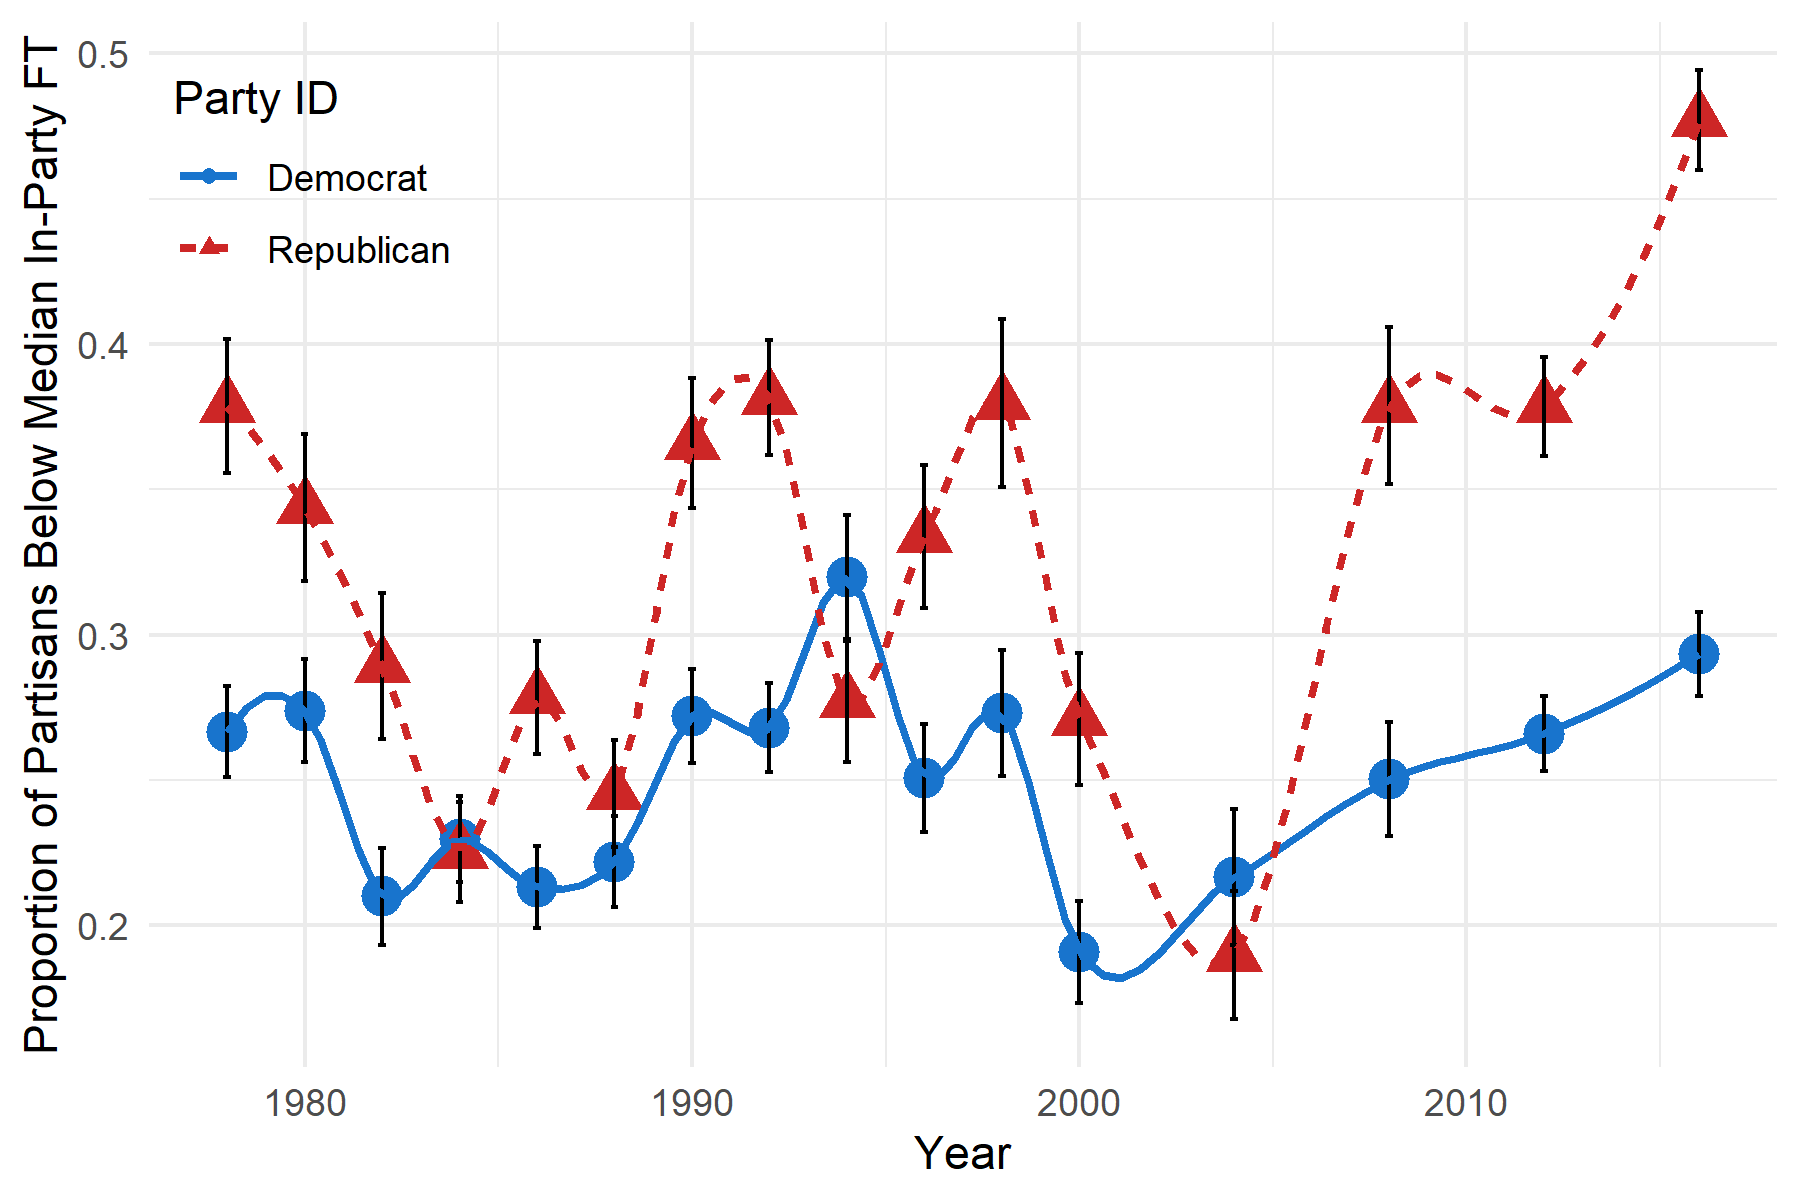 Proportion of Partisans Below Median In-Party FT
0.5
0.4
0.3
0.2
Party ID
Democrat
Republican
1980
1990
2000
2010
Year